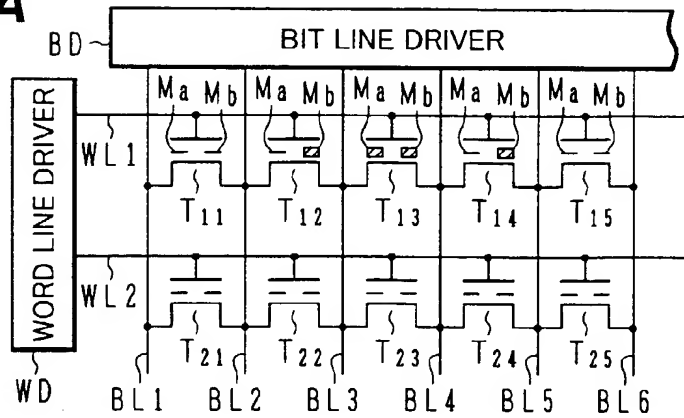 A
BD
BIT LINE DRIVER
WORD LINE DRIVER
Ma Mb Ma Mb Ma Mb Ma Mb Ma Mb
WL1
T11 T12 T13 T14 T15
WL2
T21 T22 T23 T24 T25
WD
BL1 BL2 BL3 BL4 BL5 BL6